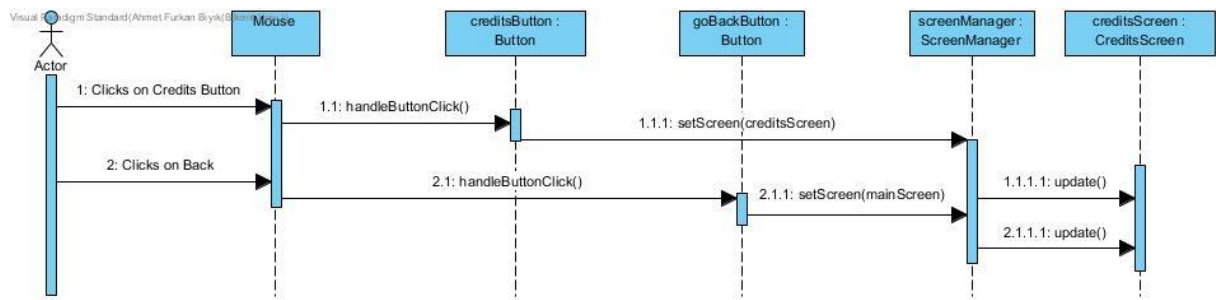 Visual Paradigm Standard(Ahmet Furkan Bıyık(Bilkent
Mouse
creditsButton :
Button
goBackButton :
Button
screenManager :
ScreenManager
creditsScreen :
CreditsScreen
Actor
1: Clicks on Credits Button
1.1: handleButtonClick()
1.1.1: setScreen(creditsScreen)
2: Clicks on Back
2.1: handleButtonClick()
2.1.1: setScreen(mainScreen)
1.1.1.1: update()
2.1.1.1: update()